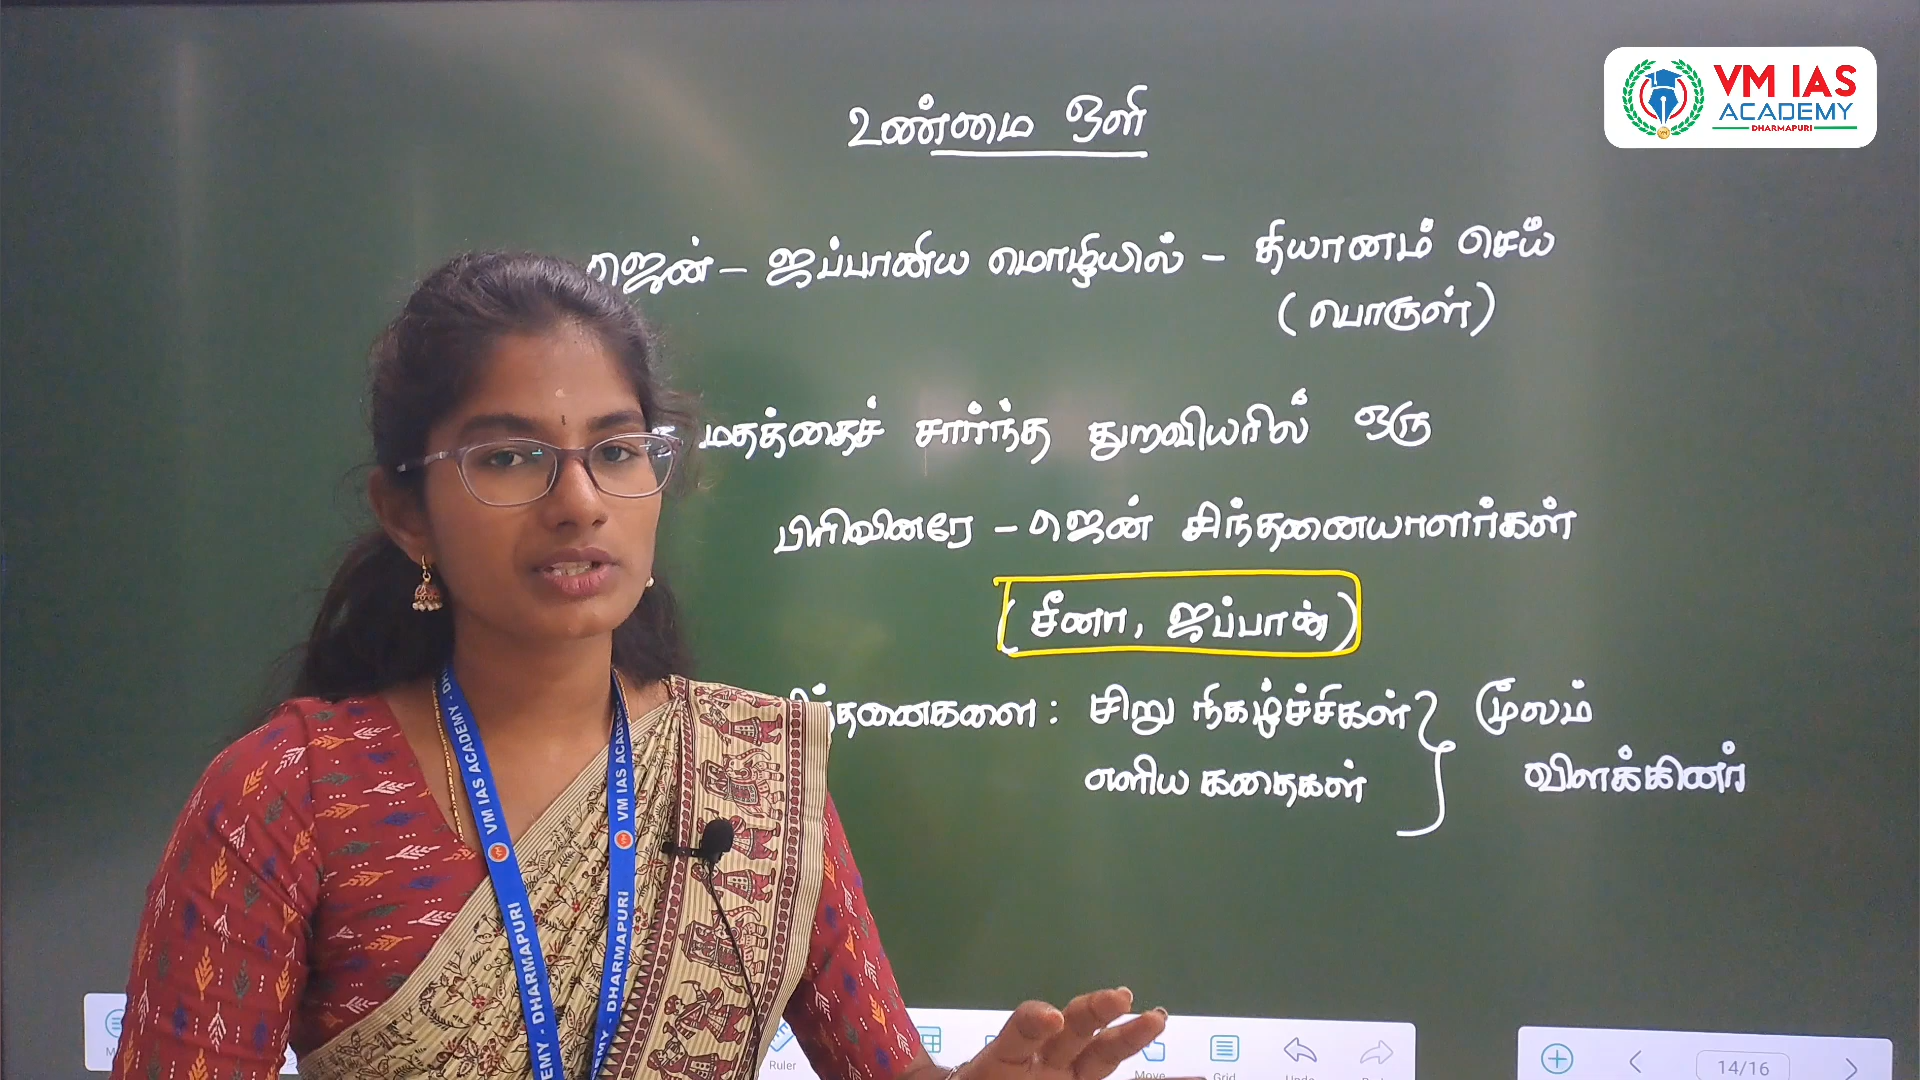 VM IAS
ACADEMY
DHARMAPURI
உண்மை ஒளி
ஜென் – ஜப்பானிய மொழியில் – தியானம் செய்
(பொருள்)
மதத்தைச் சார்ந்த துறவியரில் ஒரு
பிரிவினரே – ஜென் சிந்தனையாளர்கள்
(சீனா, ஜப்பான்)
ந்தனைகளை : சிறு நிகழ்ச்சிகள் } மூலம்
எளிய கதைகள் விளக்கினர்
VM IAS ACADEMY - DHARMAPURI
VM IAS ACADEMY - DHARMAPURI
Ruler
Move
Grid
Undo
14/16